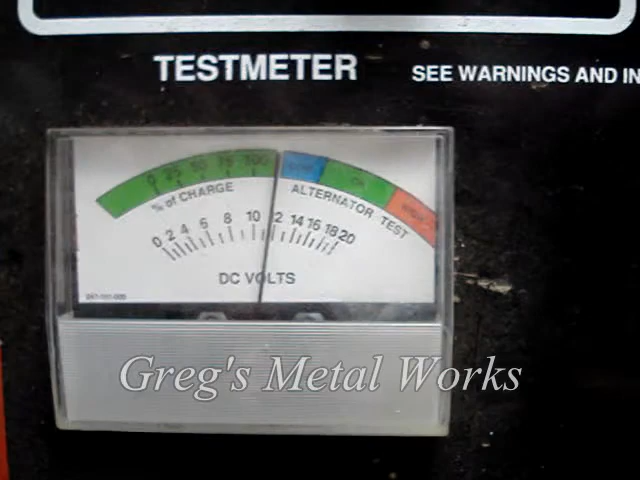 TESTMETER
SEE WARNINGS AND IN
0 25 50 75 100
OK
% of CHARGE
ALTERNATOR TEST
0 2 4 6 8 10 12 14 16 18 20
DC VOLTS
Greg's Metal Works